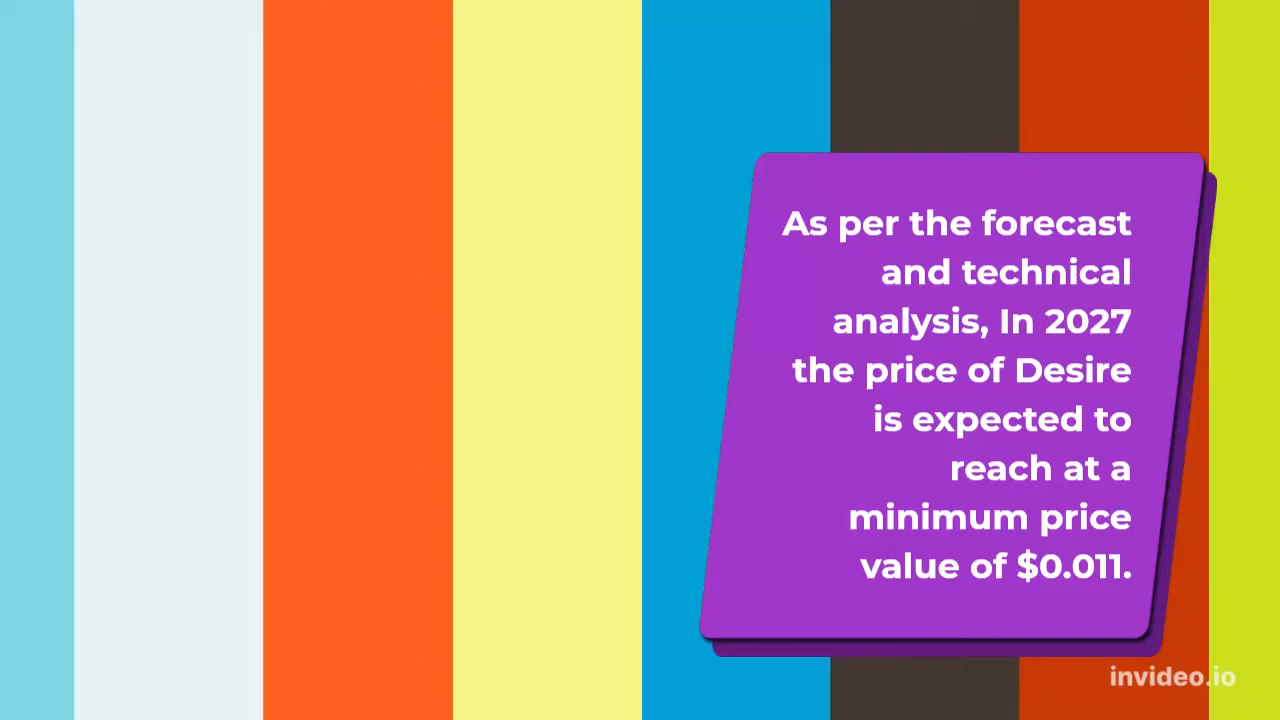 As per the forecast
and technical
analysis, In 2027
the price of Desire
is expected to
reach at a
minimum price
value of $0.011.
invideo.io